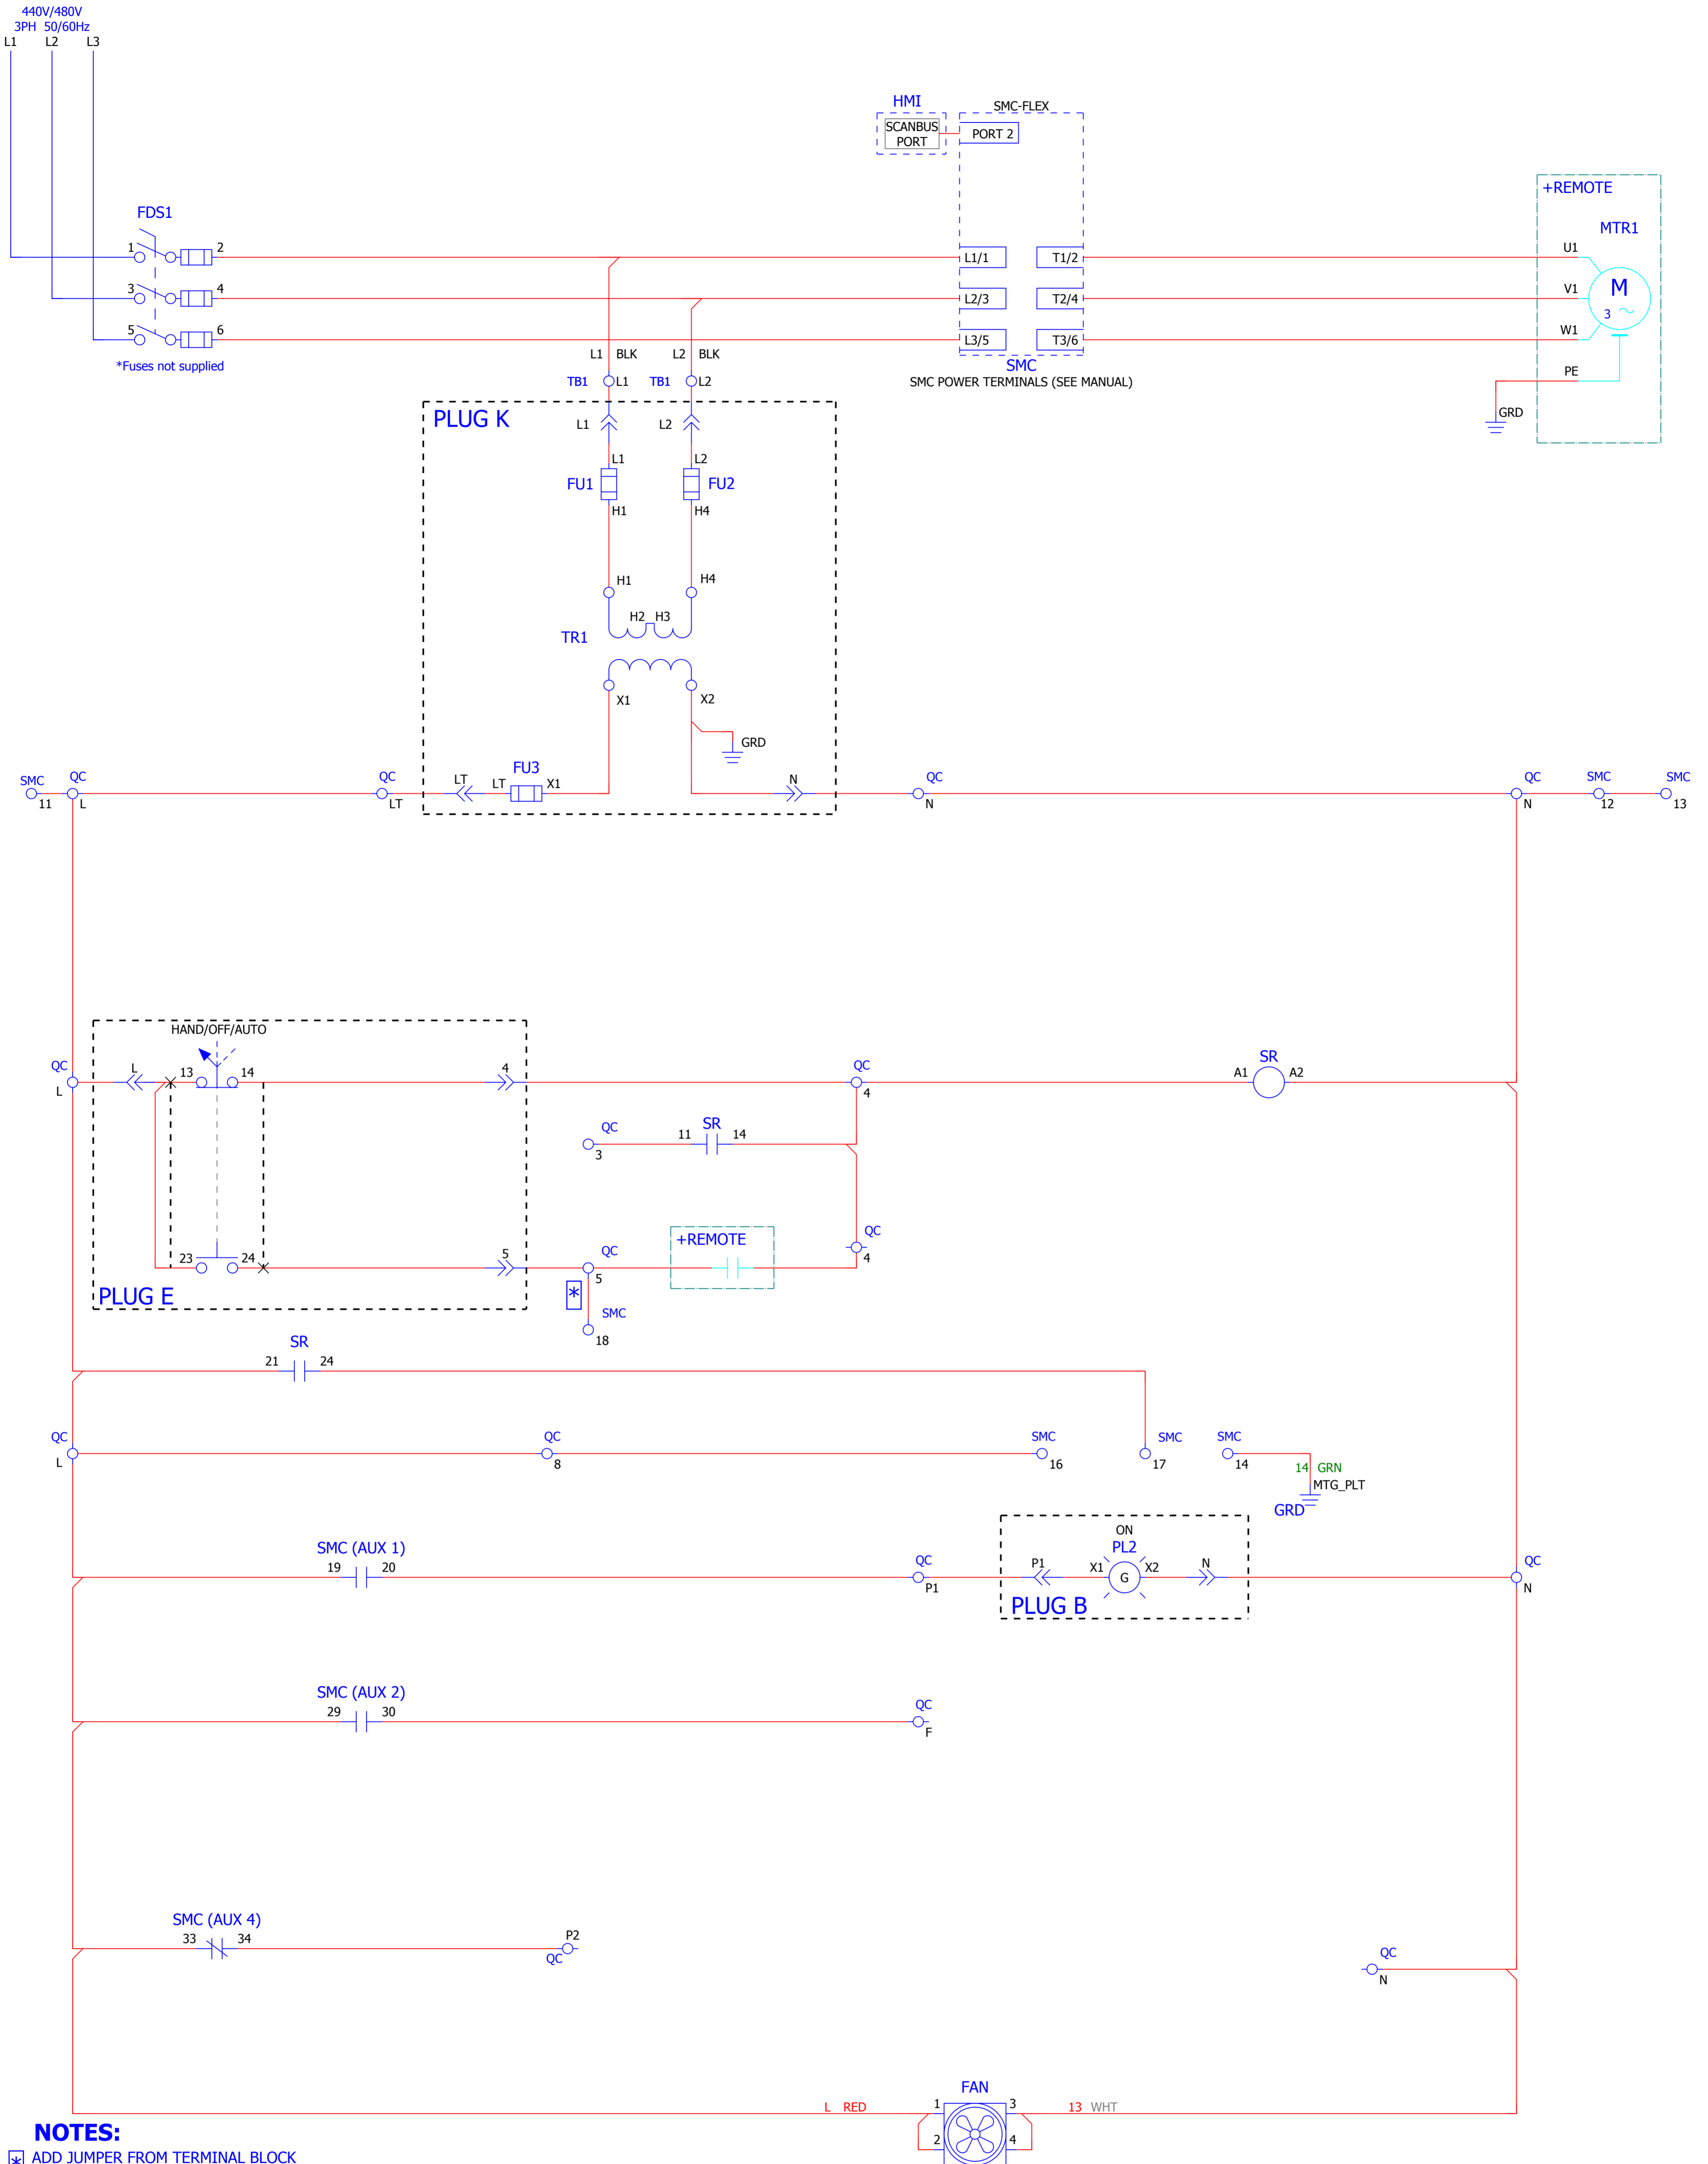 440V/480V
3PH 50/60Hz
L1 L2 L3
HMI
SCANBUS
PORT
SMC-FLEX
PORT 2
+REMOTE
MTR1
FDS1
1 2
3 4
5 6
*Fuses not supplied
L1/1 T1/2
L2/3 T2/4
L3/5 T3/6
SMC
SMC POWER TERMINALS (SEE MANUAL)
U1
V1
W1
PE
M
3
GRD
L1 BLK L2 BLK
TB1 L1 TB1 L2
PLUG K
L1 L2
L1 L2
FU1 FU2
H1 H4
H1 H4
H2 H3
TR1
X1 X2
GRD
SMC
11
QC
L
QC
LT
LT
LT
FU3
X1
N
QC
N
QC
N
SMC
12
SMC
13
HAND/OFF/AUTO
QC
L
L
13 14
4
QC
4
SR
A1 A2
QC
3
SR
11 14
QC
4
23 24
5
QC
5
+REMOTE
PLUG E
*
SMC
18
SR
21 24
QC
L
QC
8
SMC
16
SMC
17
SMC
14
14 GRN
MTG_PLT
GRD
SMC (AUX 1)
19 20
QC
P1
ON
PL2
P1
X1
G
X2
N
PLUG B
QC
N
SMC (AUX 2)
29 30
QC
F
SMC (AUX 4)
33 34
P2
QC
QC
N
FAN
L RED
1 3
2 4
13 WHT
NOTES:
* ADD JUMPER FROM TERMINAL BLOCK